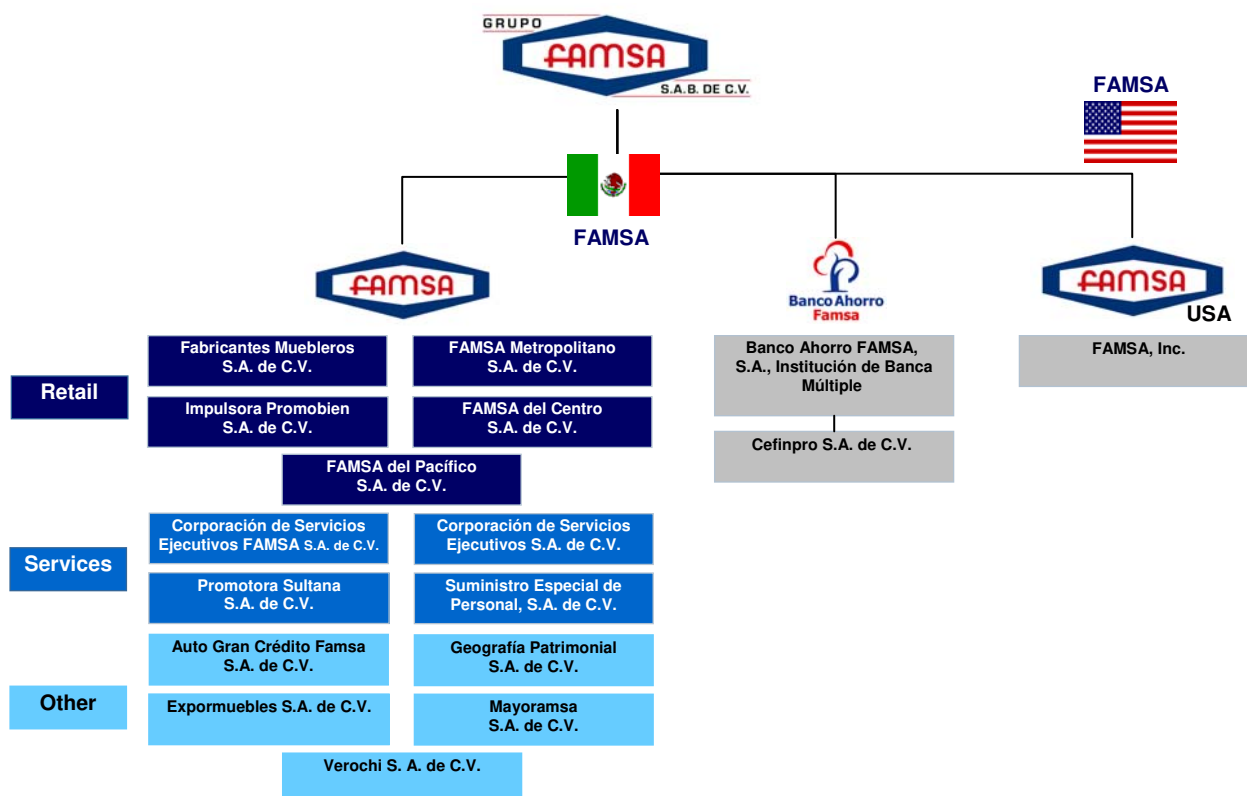 GRUPO
FAMSA
S.A.B. DE C.V.
FAMSA
FAMSA
FAMSA
Banco Ahorro
Famsa
FAMSA
USA
Retail
Fabricantes Muebleros
S.A. de C.V.
FAMSA Metropolitano
S.A. de C.V.
Impulsora Promobien
S.A. de C.V.
FAMSA del Centro
S.A. de C.V.
FAMSA del Pacífico
S.A. de C.V.
Banco Ahorro FAMSA,
S.A., Institución de Banca
Múltiple
Cefinpro S.A. de C.V.
FAMSA, Inc.
Services
Corporación de Servicios
Ejecutivos FAMSA S.A. de C.V.
Corporación de Servicios
Ejecutivos S.A. de C.V.
Promotora Sultana
S.A. de C.V.
Suministro Especial de
Personal, S.A. de C.V.
Other
Auto Gran Crédito Famsa
S.A. de C.V.
Geografía Patrimonial
S.A. de C.V.
Expormuebles S.A. de C.V.
Mayoramsa
S.A. de C.V.
Verochi S. A. de C.V.